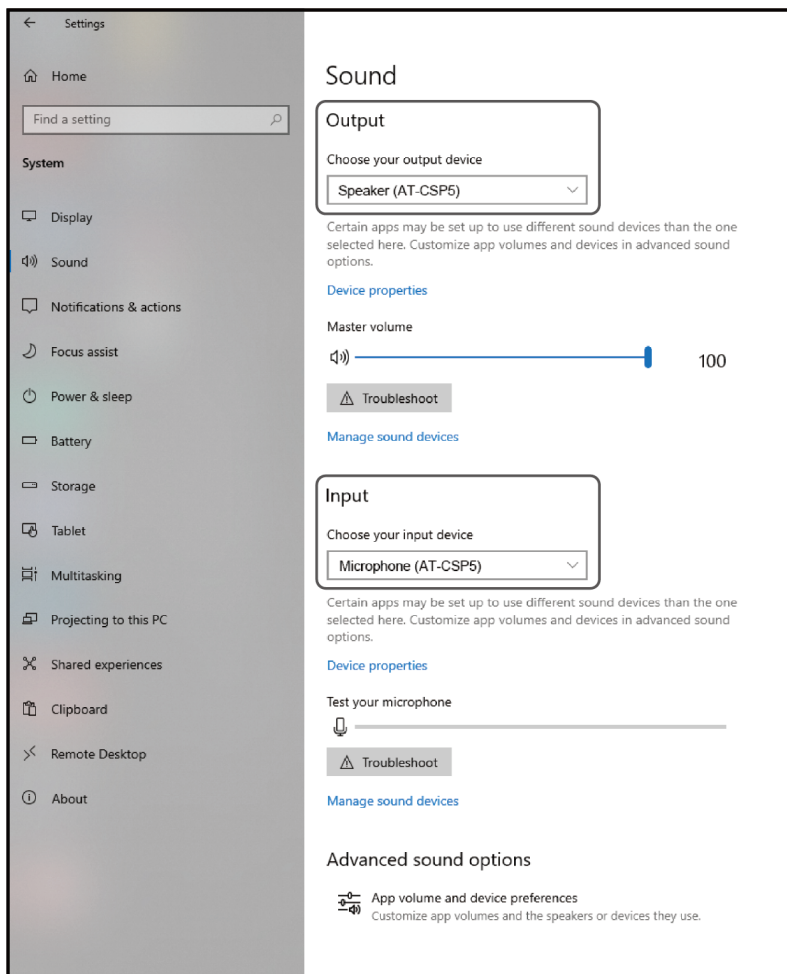 Settings
Home
Find a setting
System
Display
Sound
Notifications & actions
Focus assist
Power & sleep
Battery
Storage
Tablet
Multitasking
Projecting to this PC
Shared experiences
Clipboard
Remote Desktop
About
Sound
Output
Choose your output device
Speaker (AT-CSP5)
Certain apps may be set up to use different sound devices than the one
selected here. Customize app volumes and devices in advanced sound
options.
Device properties
Master volume
100
Troubleshoot
Manage sound devices
Input
Choose your input device
Microphone (AT-CSP5)
Certain apps may be set up to use different sound devices than the one
selected here. Customize app volumes and devices in advanced sound
options.
Device properties
Test your microphone
Troubleshoot
Manage sound devices
Advanced sound options
App volume and device preferences
Customize app volumes and the speakers or devices they use.